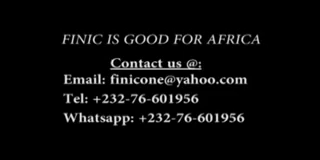 FINIC IS GOOD FOR AFRICA
Contact us @:
Email: finicone@yahoo.com
Tel: +232-76-601956
Whatsapp: +232-76-601956